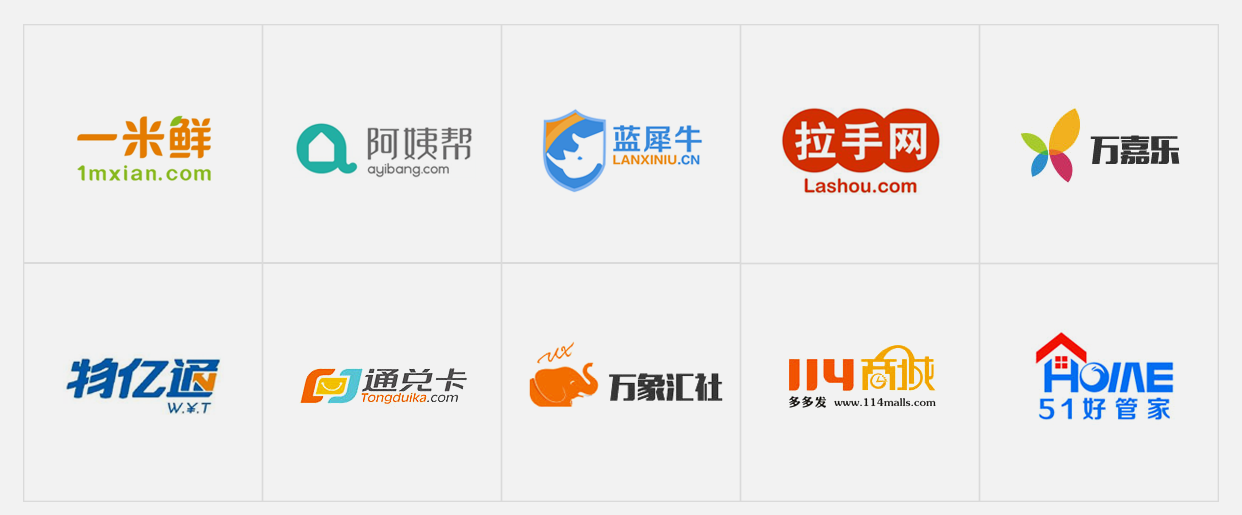 一米鲜
1mxian.com
阿姨帮
ayibang.com
蓝犀牛
LANXINIU.CN
拉手网
Lashou.com
万嘉乐
物亿通
W.¥.T
通兑卡
Tongduika.com
ux
万象汇社
114商城
多多发 www.114malls.com
HOME
51好管家